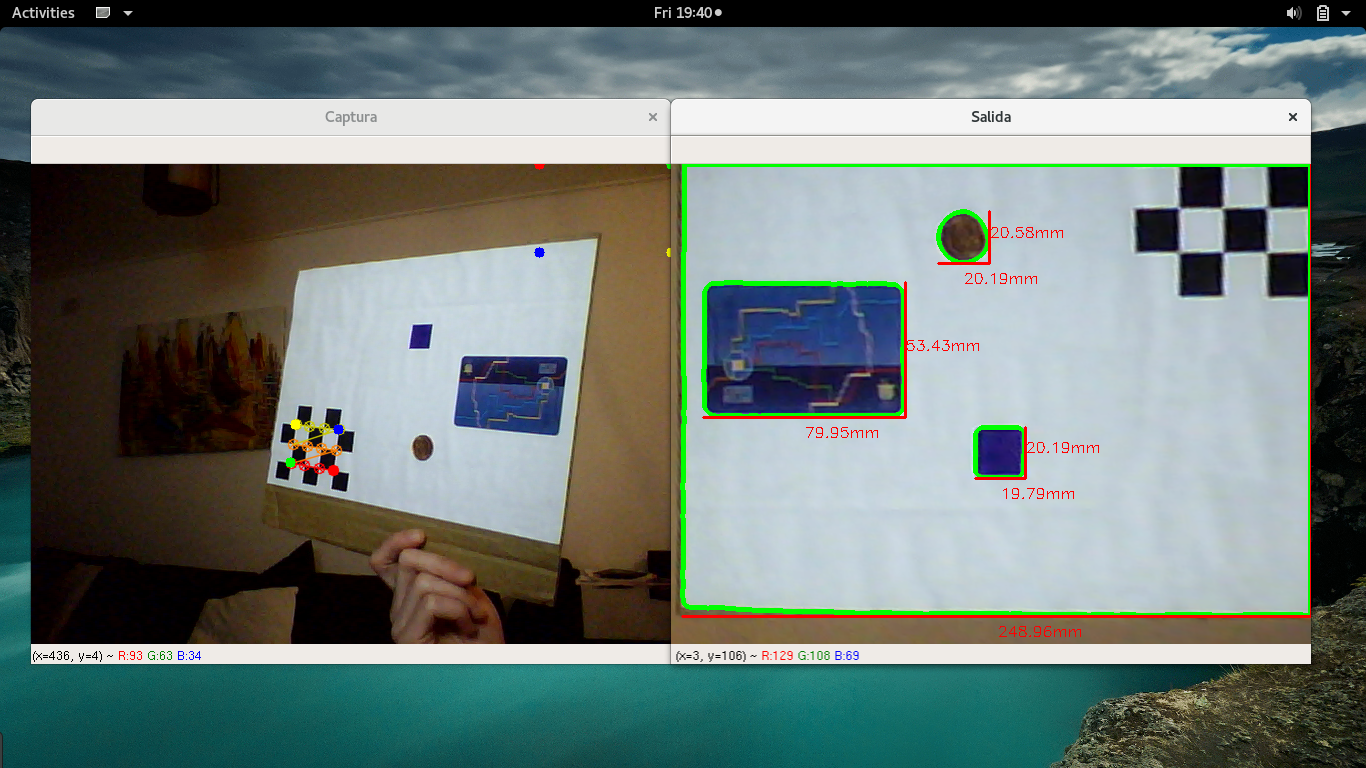 Activities
Fri 19:40
Captura
Salida
20.58mm
20.19mm
53.43mm
79.95mm
20.19mm
19.79mm
248.96mm
(x=436, y=4) ~ R:93 G:63 B:34
(x=3, y=106) ~ R:129 G:108 B:69